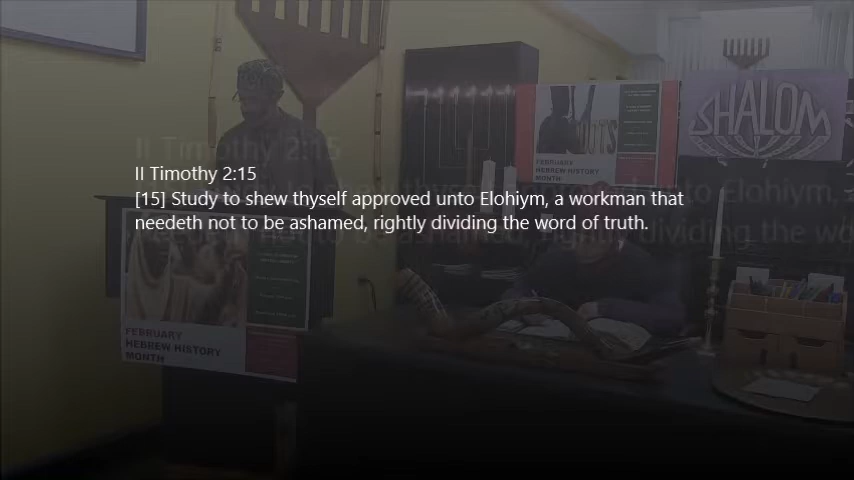 II Timothy 2:15
[15] Study to shew thyself approved unto Elohiym, a workman that
needeth not to be ashamed, rightly dividing the word of truth.
SHALOM
FEBRUARY
HEBREW HISTORY
MONTH
FEBRUARY
HEBREW HISTORY
MONTH